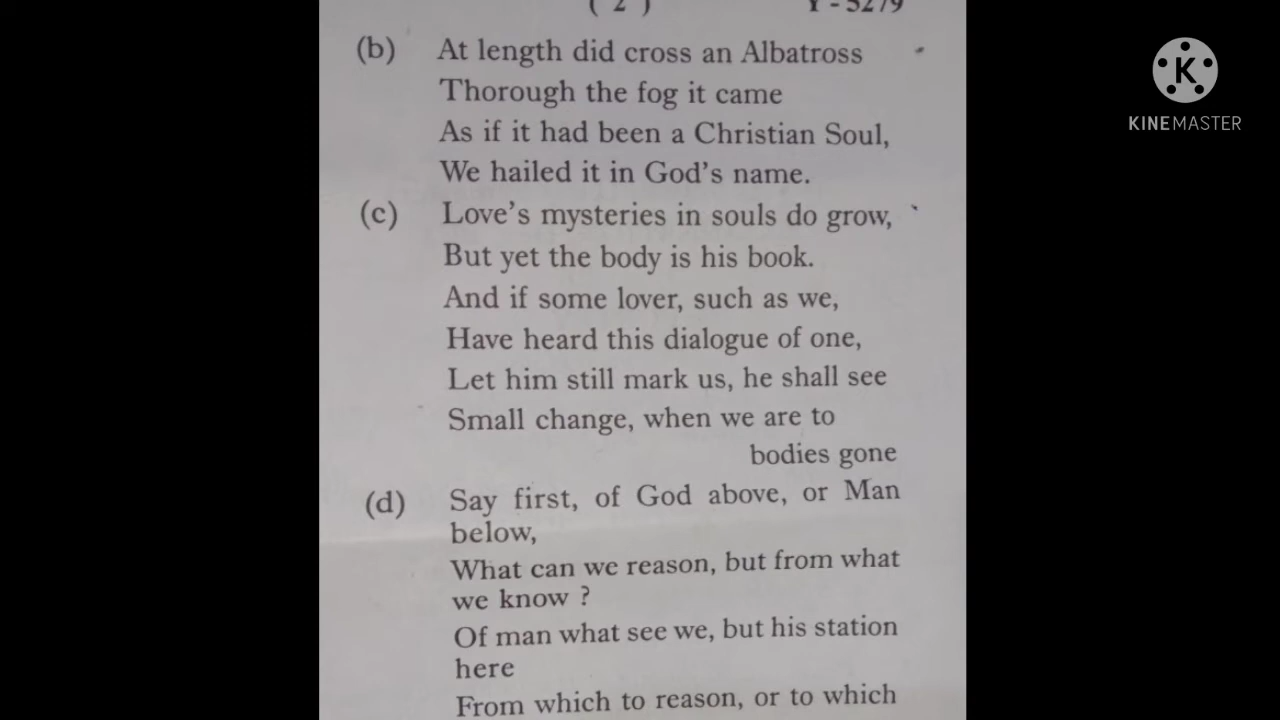 ( 2 ) Y - 5279
(b) At length did cross an Albatross
Thorough the fog it came
As if it had been a Christian Soul,
We hailed it in God's name.
(c) Love's mysteries in souls do grow,
But yet the body is his book.
And if some lover, such as we,
Have heard this dialogue of one,
Let him still mark us, he shall see
Small change, when we are to
bodies gone
(d) Say first, of God above, or Man
below,
What can we reason, but from what
we know ?
Of man what see we, but his station
here
From which to reason, or to which
K
KINEMASTER